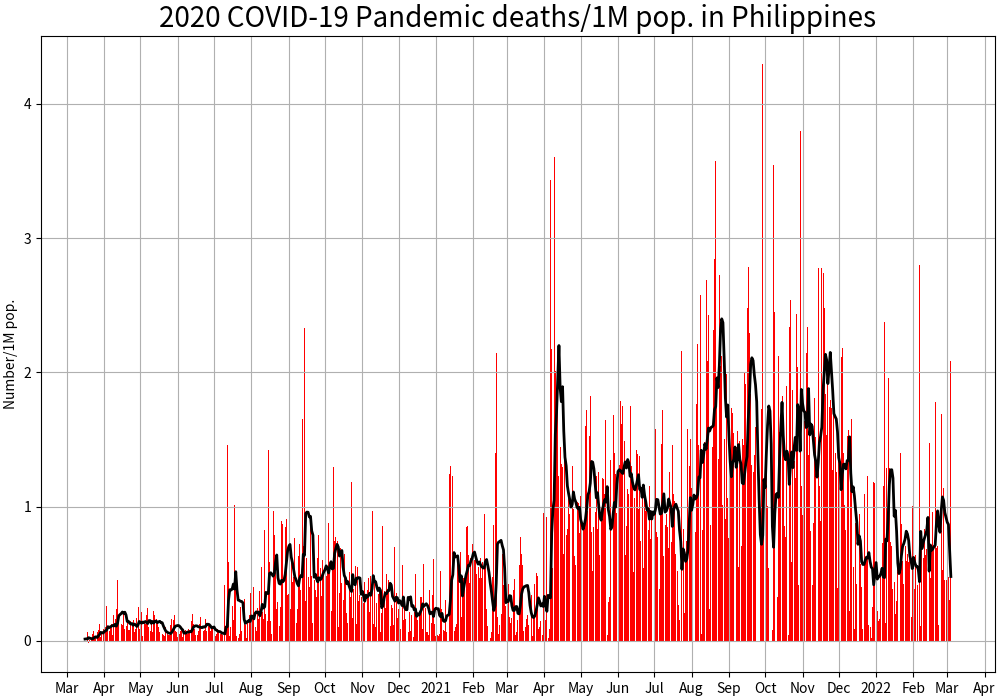 2020 COVID-19 Pandemic deaths/1M pop. in Philippines
Number/1M pop.
4
3
2
1
0
Mar Apr May Jun Jul Aug Sep Oct Nov Dec 2021 Feb Mar Apr May Jun Jul Aug Sep Oct Nov Dec 2022 Feb Mar Apr